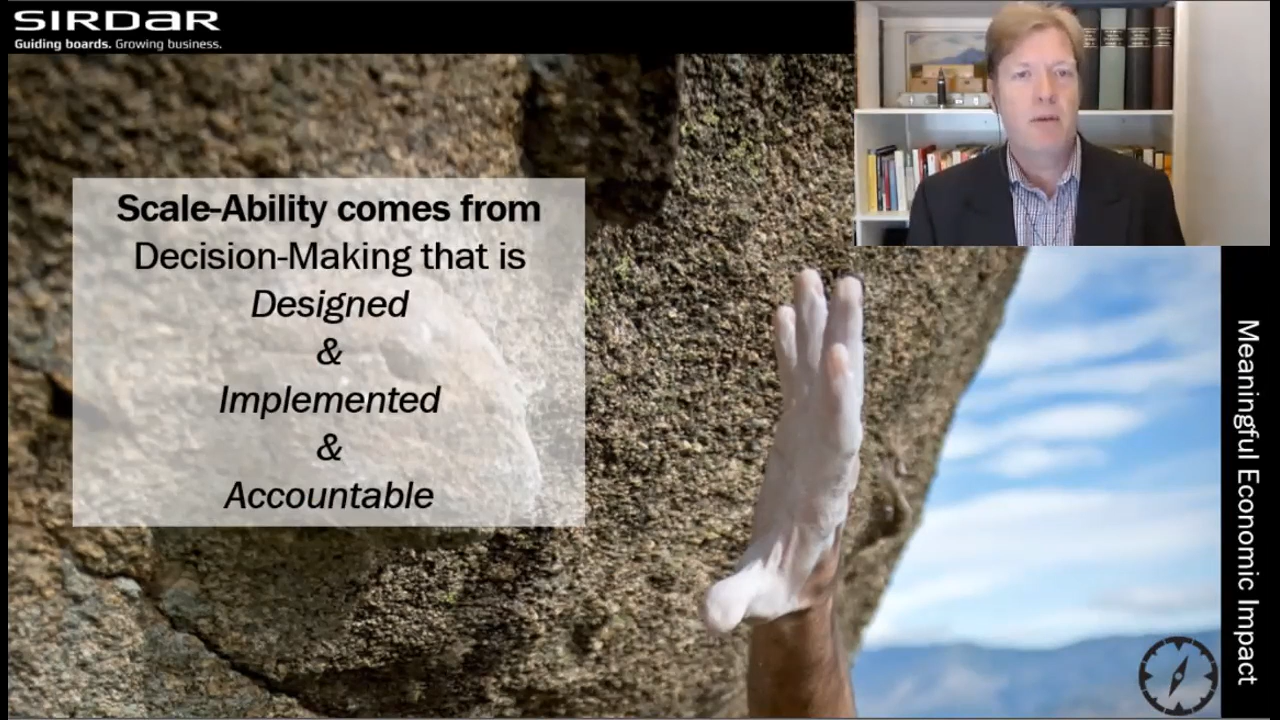 SIRDAR
Guiding boards. Growing business.
Scale-Ability comes from
Decision-Making that is
Designed
&
Implemented
&
Accountable
Meaningful Economic Impact